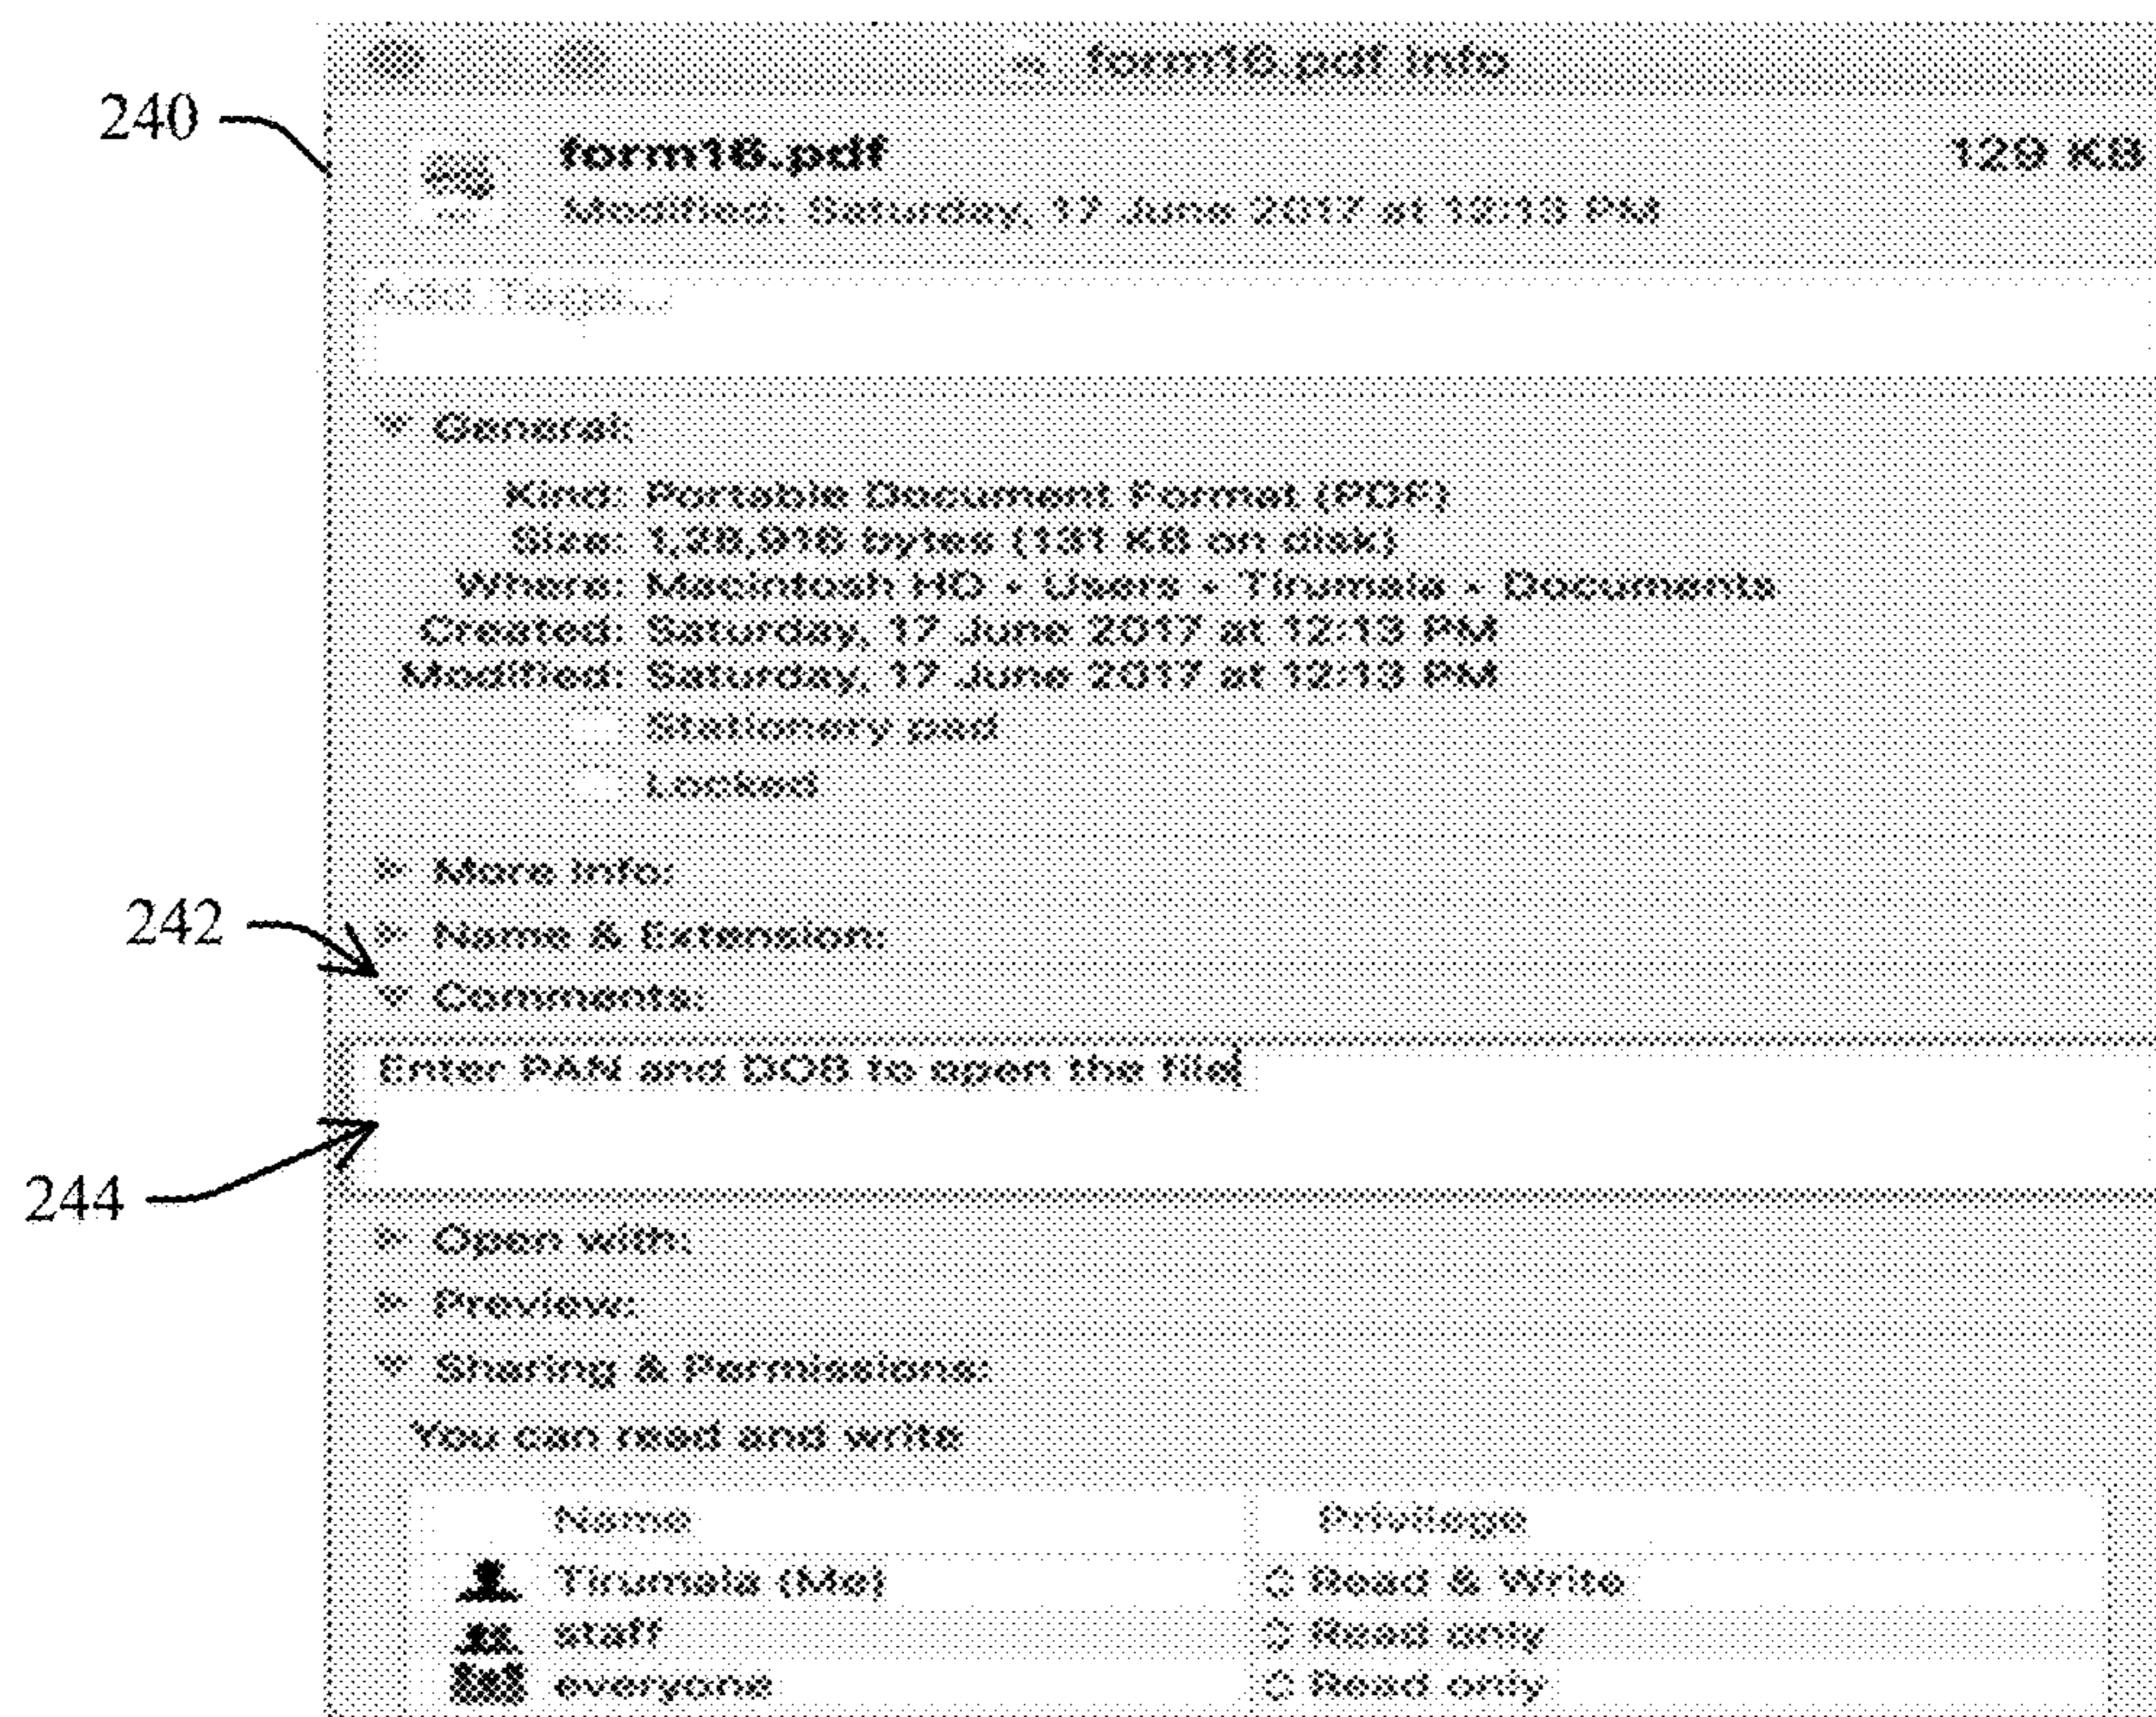 form16.pdf Info
240
form16.pdf 129 KB
Modified: Saturday, 17 June 2017 at 12:13 PM
Add Tags...
General:
Kind: Portable Document Format (PDF)
Size: 1,28,916 bytes (131 KB on disk)
Where: Macintosh HD • Users • Tirumala • Documents
Created: Saturday, 17 June 2017 at 12:13 PM
Modified: Saturday, 17 June 2017 at 12:13 PM
Stationery pad
Locked
More Info:
242
Name & Extension:
Comments:
Enter PAN and DOB to open the file
244
Open with:
Preview:
Sharing & Permissions:
You can read and write
Name Privilege
Tirumala (Me) Read & Write
staff Read only
everyone Read only